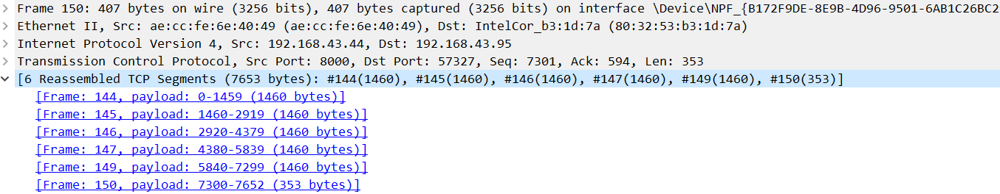 Frame 150: 407 bytes on wire (3256 bits), 407 bytes captured (3256 bits) on interface \Device\NPF_{B172F9DE-8E9B-4D96-9501-6AB1C26BC2
Ethernet II, Src: ae:cc:fe:6e:40:49 (ae:cc:fe:6e:40:49), Dst: IntelCor_b3:1d:7a (80:32:53:b3:1d:7a)
Internet Protocol Version 4, Src: 192.168.43.44, Dst: 192.168.43.95
Transmission Control Protocol, Src Port: 8000, Dst Port: 57327, Seq: 7301, Ack: 594, Len: 353
[6 Reassembled TCP Segments (7653 bytes): #144(1460), #145(1460), #146(1460), #147(1460), #149(1460), #150(353)]
[Frame: 144, payload: 0-1459 (1460 bytes)]
[Frame: 145, payload: 1460-2919 (1460 bytes)]
[Frame: 146, payload: 2920-4379 (1460 bytes)]
[Frame: 147, payload: 4380-5839 (1460 bytes)]
[Frame: 149, payload: 5840-7299 (1460 bytes)]
[Frame: 150, payload: 7300-7652 (353 bytes)]